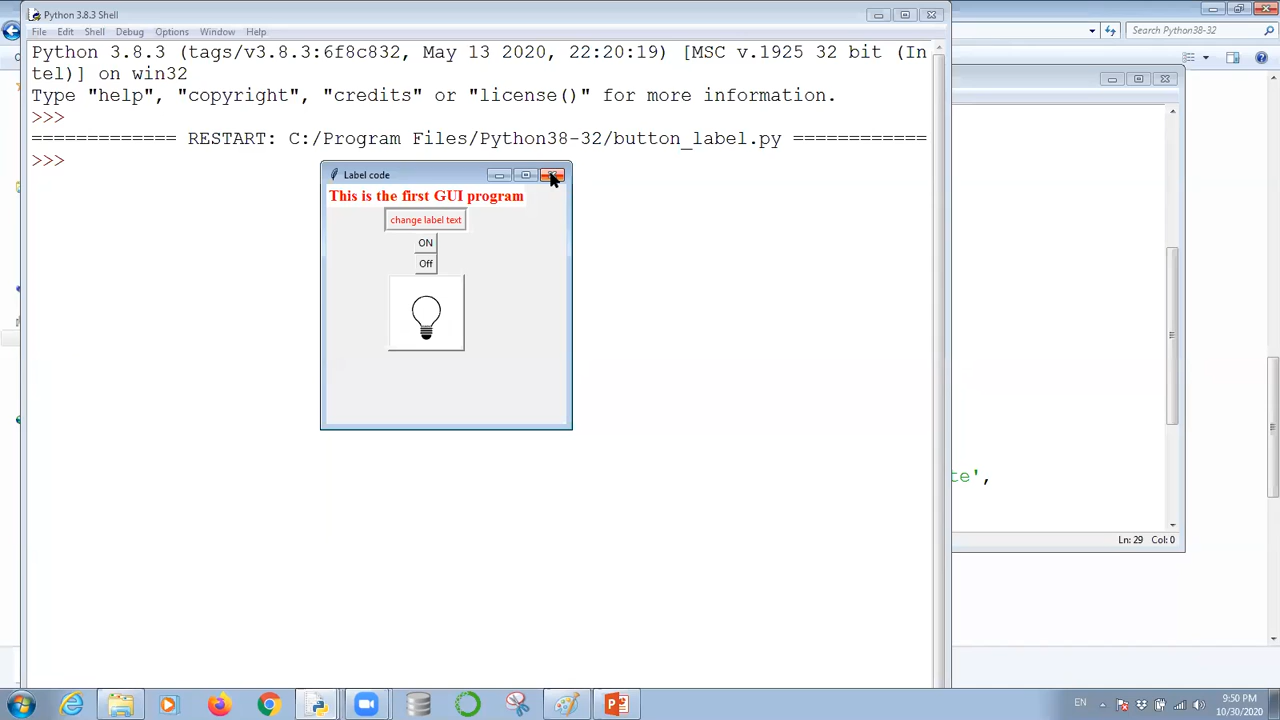 Python 3.8.3 Shell
File Edit Shell Debug Options Window Help
Search Python38-32
Python 3.8.3 (tags/v3.8.3:6f8c832, May 13 2020, 22:20:19) [MSC v.1925 32 bit (In
tel)] on win32
Type "help", "copyright", "credits" or "license()" for more information.
>>>
============= RESTART: C:/Program Files/Python38-32/button_label.py ============
>>>
Label code
This is the first GUI program
change label text
ON
Off
te',
Ln: 29 Col: 0
EN
9:50 PM
10/30/2020